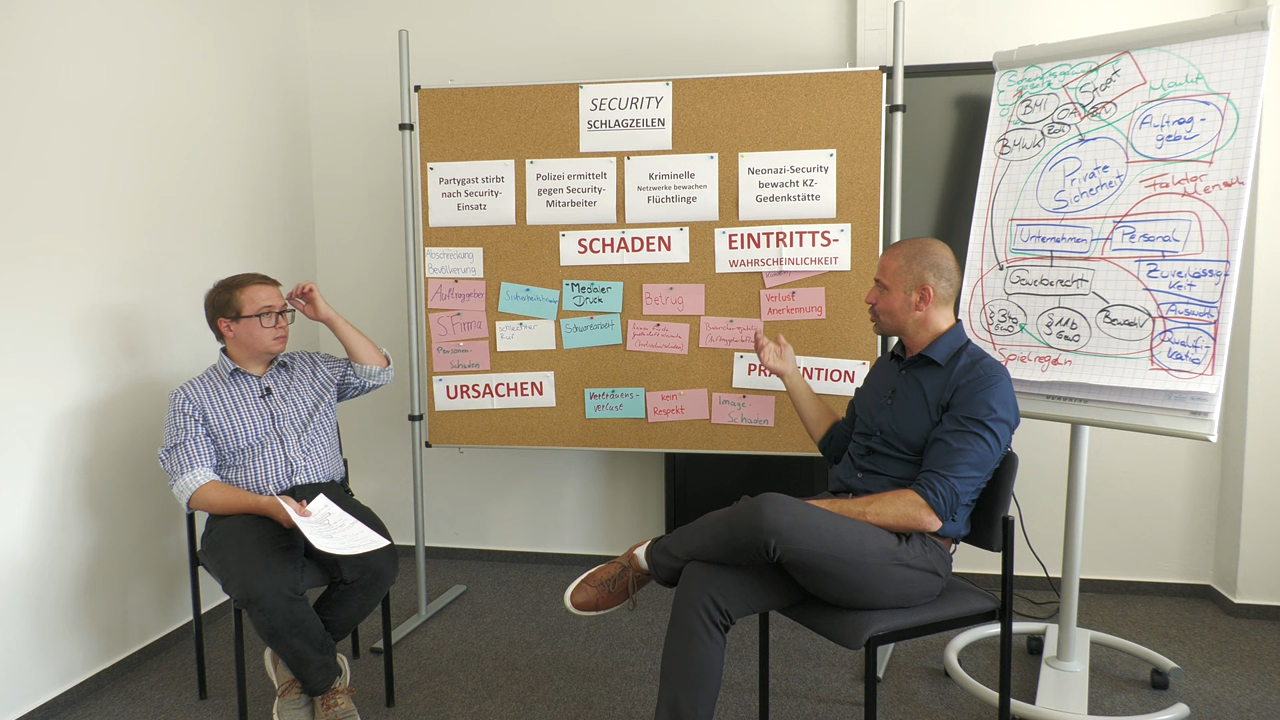 SECURITY
SCHLAGZEILEN
Partygast stirbt
nach Security-
Einsatz
Polizei ermittelt
gegen Security-
Mitarbeiter
Kriminelle
Netzwerke bewachen
Flüchtlinge
Neonazi-Security
bewacht KZ-
Gedenkstätte
SCHADEN
EINTRITTS-
WAHRSCHEINLICHKEIT
Abschreckung
Bevölkerung
Auftraggeber
S.Firma
Personen-
Schaden
schlechter
Ruf
Medialer
Druck
Schwarzarbeit
Betrug
Verlust
Anerkennung
URSACHEN
Vertrauens-
verlust
kein
Respekt
Image-
Schaden
Staat
Markt
BMI
BMWK
Auftrag-
geber
Private
Sicherheit
Faktor
Mensch
Unternehmen
Personal
Gewerberecht
Zuverlässig
keit
§34a
GewO
§11b
GewO
BewachV
Qualifi-
kation
Spielregeln